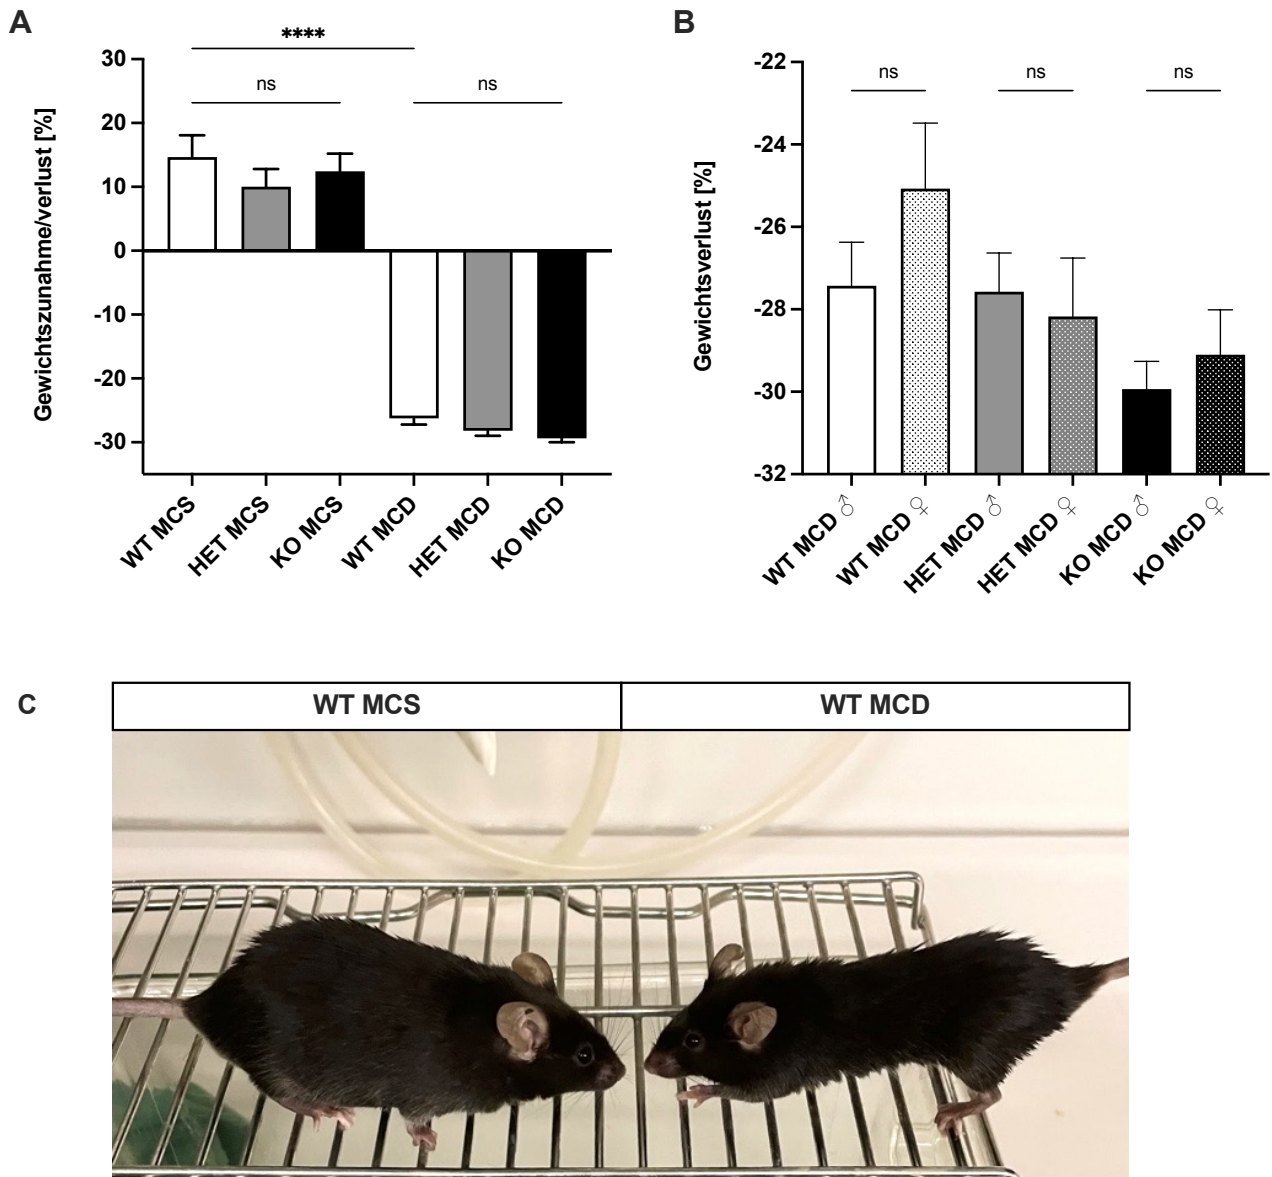 A
****
ns
ns
30
20
10
0
-10
-20
-30
Gewichtszunahme/verlust [%]
WT MCS
HET MCS
KO MCS
WT MCD
HET MCD
KO MCD
B
ns
ns
ns
-22
-24
-26
-28
-30
-32
Gewichtsverlust [%]
WT MCD ♂
WT MCD ♀
HET MCD ♂
HET MCD ♀
KO MCD ♂
KO MCD ♀
C
WT MCS
WT MCD